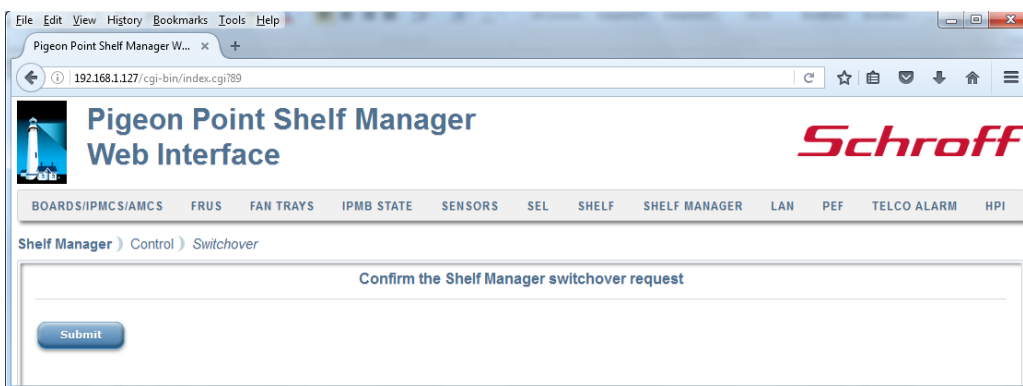 File Edit View History Bookmarks Tools Help
Pigeon Point Shelf Manager W... × +
192.168.1.127/cgi-bin/index.cgi?89
Pigeon Point Shelf Manager
Web Interface
Schroff
BOARDS/IPMCS/AMCS FRUS FAN TRAYS IPMB STATE SENSORS SEL SHELF SHELF MANAGER LAN PEF TELCO ALARM HPI
Shelf Manager ) Control ) Switchover
Confirm the Shelf Manager switchover request
Submit